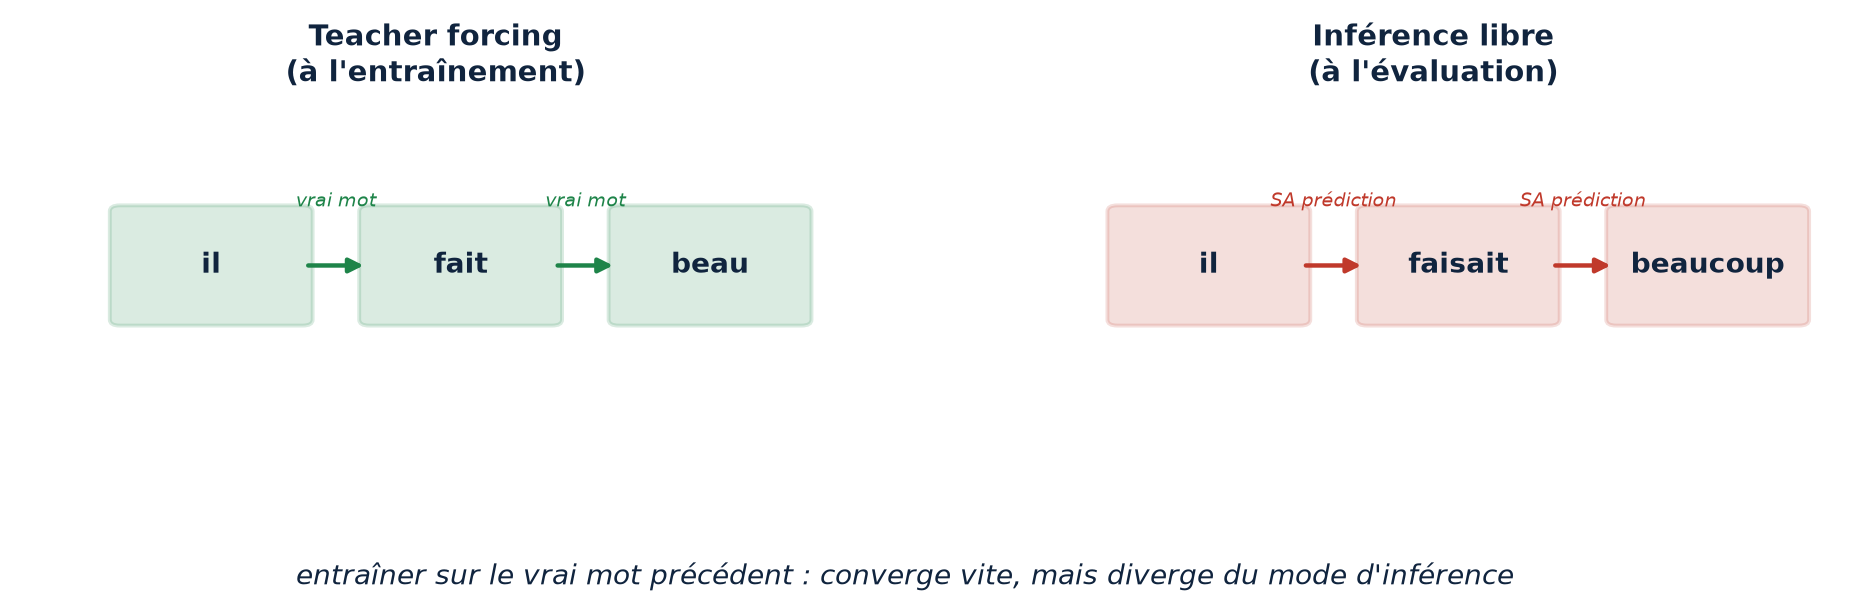 Teacher forcing
(à l'entraînement)
vrai mot
vrai mot
il
fait
beau
Inférence libre
(à l'évaluation)
SA prédiction
SA prédiction
il
faisait
beaucoup
entraîner sur le vrai mot précédent : converge vite, mais diverge du mode d'inférence